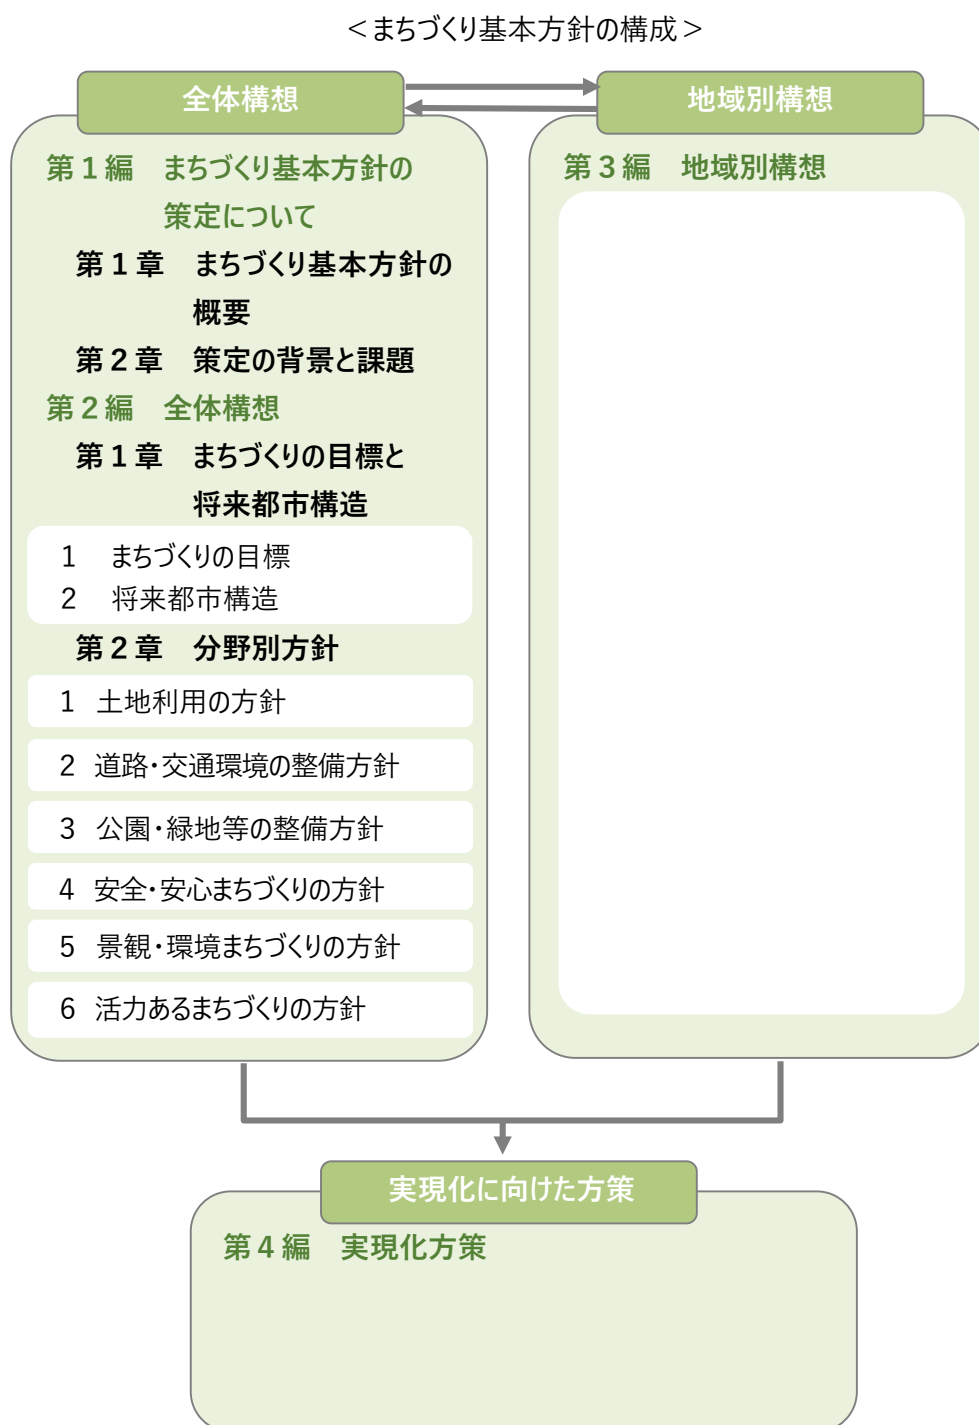 ＜まちづくり基本方針の構成＞
全体構想
第１編　まちづくり基本方針の
策定について
第１章　まちづくり基本方針の
概要
第２章　策定の背景と課題
第２編　全体構想
第１章　まちづくりの目標と
将来都市構造
1　まちづくりの目標
2　将来都市構造
第２章　分野別方針
1　土地利用の方針
2　道路・交通環境の整備方針
3　公園・緑地等の整備方針
4　安全・安心まちづくりの方針
5　景観・環境まちづくりの方針
6　活力あるまちづくりの方針
地域別構想
第３編　地域別構想
実現化に向けた方策
第４編　実現化方策